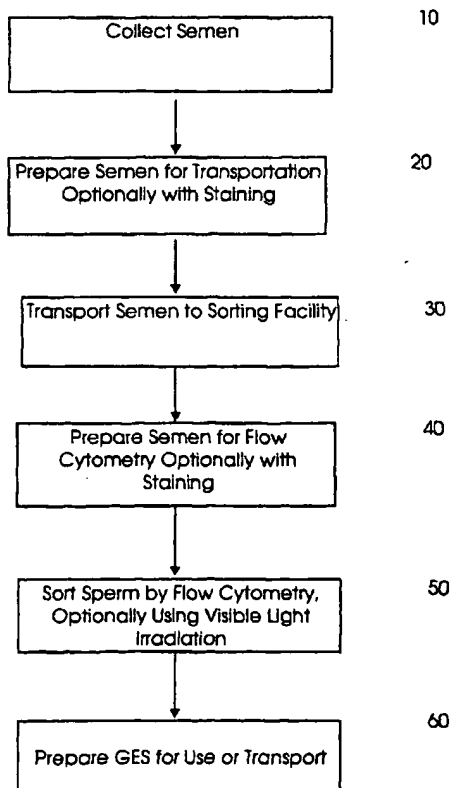 Collect Semen
10
Prepare Semen for Transportation
Optionally with Staining
20
Transport Semen to Sorting Facility
30
Prepare Semen for Flow
Cytometry Optionally with
Staining
40
Sort Sperm by Flow Cytometry,
Optionally Using Visible Light
Irradiation
50
Prepare GES for Use or Transport
60